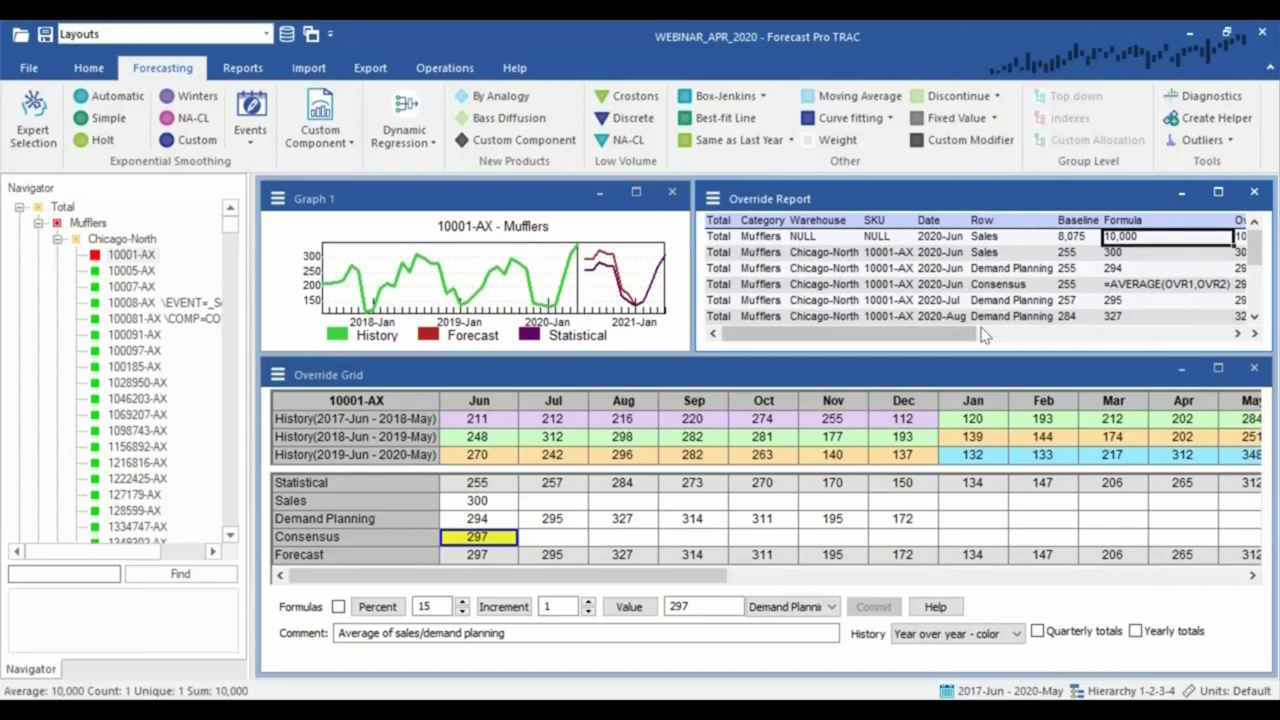 Layouts
WEBINAR_APR_2020 - Forecast Pro TRAC
File Home Forecasting Reports Import Export Operations Help
Expert Selection
Automatic Winters
Simple NA-CL
Holt Custom
Exponential Smoothing
Events
Custom Component
Dynamic Regression
By Analogy
Bass Diffusion
Custom Component
New Products
Crostons
Discrete
NA-CL
Low Volume
Box-Jenkins Moving Average Discontinue
Best-fit Line Curve fitting Fixed Value
Same as Last Year Weight Custom Modifier
Other
Top down
Indexes
Custom Allocation
Group Level
Diagnostics
Create Helper
Outliers
Tools
Navigator
Total
Mufflers
Chicago-North
10001-AX
10005-AX
10007-AX
10008-AX \EVENT=_S
100081-AX \COMP=CO
100091-AX
100097-AX
100185-AX
1028950-AX
1046203-AX
1069207-AX
1098743-AX
1156892-AX
1216816-AX
1222425-AX
127179-AX
128599-AX
1334747-AX
Find
Navigator
Graph 1
10001-AX - Mufflers
300
250
200
150
2018-Jan 2019-Jan 2020-Jan 2021-Jan
History Forecast Statistical
Override Report
Total Category Warehouse SKU Date Row Baseline Formula
Total Mufflers NULL NULL 2020-Jun Sales 8,075 10,000 10
Total Mufflers Chicago-North 10001-AX 2020-Jun Sales 255 300 30
Total Mufflers Chicago-North 10001-AX 2020-Jun Demand Planning 255 294 29
Total Mufflers Chicago-North 10001-AX 2020-Jun Consensus 255 =AVERAGE(OVR1,OVR2) 29
Total Mufflers Chicago-North 10001-AX 2020-Jul Demand Planning 257 295 29
Total Mufflers Chicago-North 10001-AX 2020-Aug Demand Planning 284 327 32
Override Grid
10001-AX Jun Jul Aug Sep Oct Nov Dec Jan Feb Mar Apr May
History(2017-Jun - 2018-May) 211 212 216 220 274 255 112 120 193 212 202 284
History(2018-Jun - 2019-May) 248 312 298 282 281 177 193 139 144 174 202 251
History(2019-Jun - 2020-May) 270 242 296 282 263 140 137 132 133 217 312 348
Statistical 255 257 284 273 270 170 150 134 147 206 265 312
Sales 300
Demand Planning 294 295 327 314 311 195 172
Consensus 297
Forecast 297 295 327 314 311 195 172 134 147 206 265 312
Formulas Percent 15 Increment 1 Value 297 Demand Planni Commit Help
Comment: Average of sales/demand planning History Year over year - color Quarterly totals Yearly totals
Average: 10,000 Count: 1 Unique: 1 Sum: 10,000
2017-Jun - 2020-May Hierarchy 1-2-3-4 Units: Default